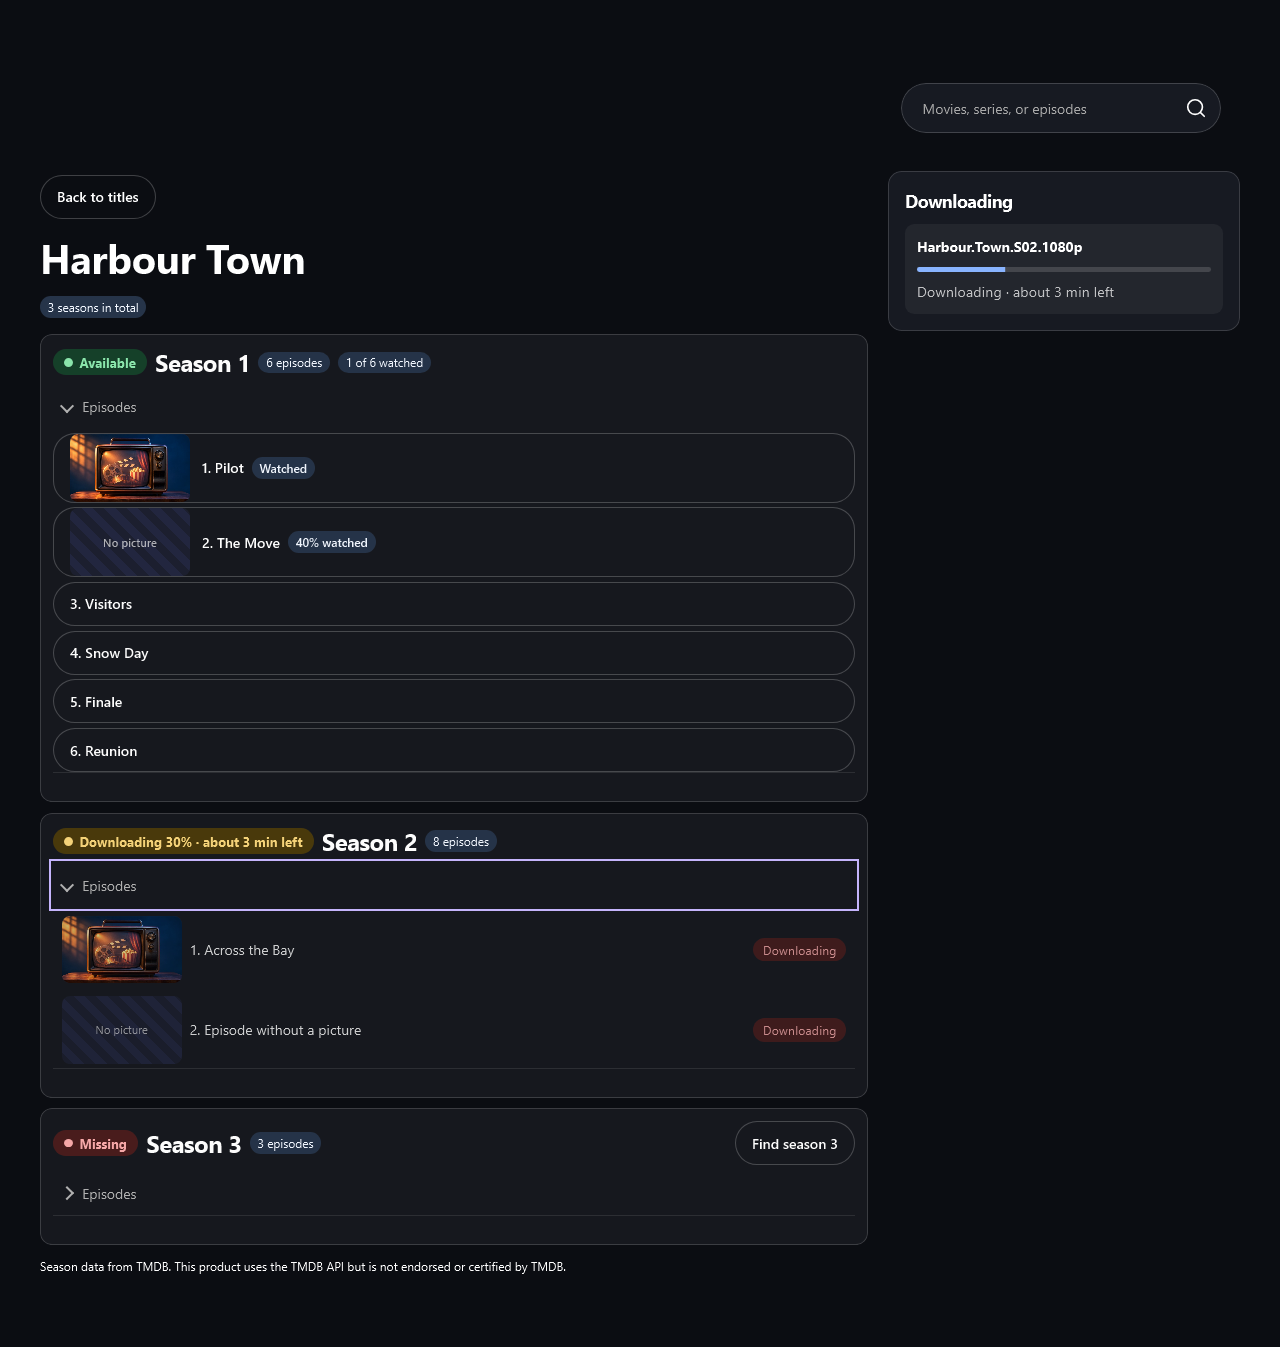 Movies, series, or episodes
Back to titles
Harbour Town
3 seasons in total
Available Season 1 6 episodes 1 of 6 watched
Episodes
1. Pilot Watched
No picture 2. The Move 40% watched
3. Visitors
4. Snow Day
5. Finale
6. Reunion
Downloading 30% · about 3 min left Season 2 8 episodes
Episodes
1. Across the Bay Downloading
No picture 2. Episode without a picture Downloading
Missing Season 3 3 episodes Find season 3
Episodes
Season data from TMDB. This product uses the TMDB API but is not endorsed or certified by TMDB.
Downloading
Harbour.Town.S02.1080p
Downloading · about 3 min left